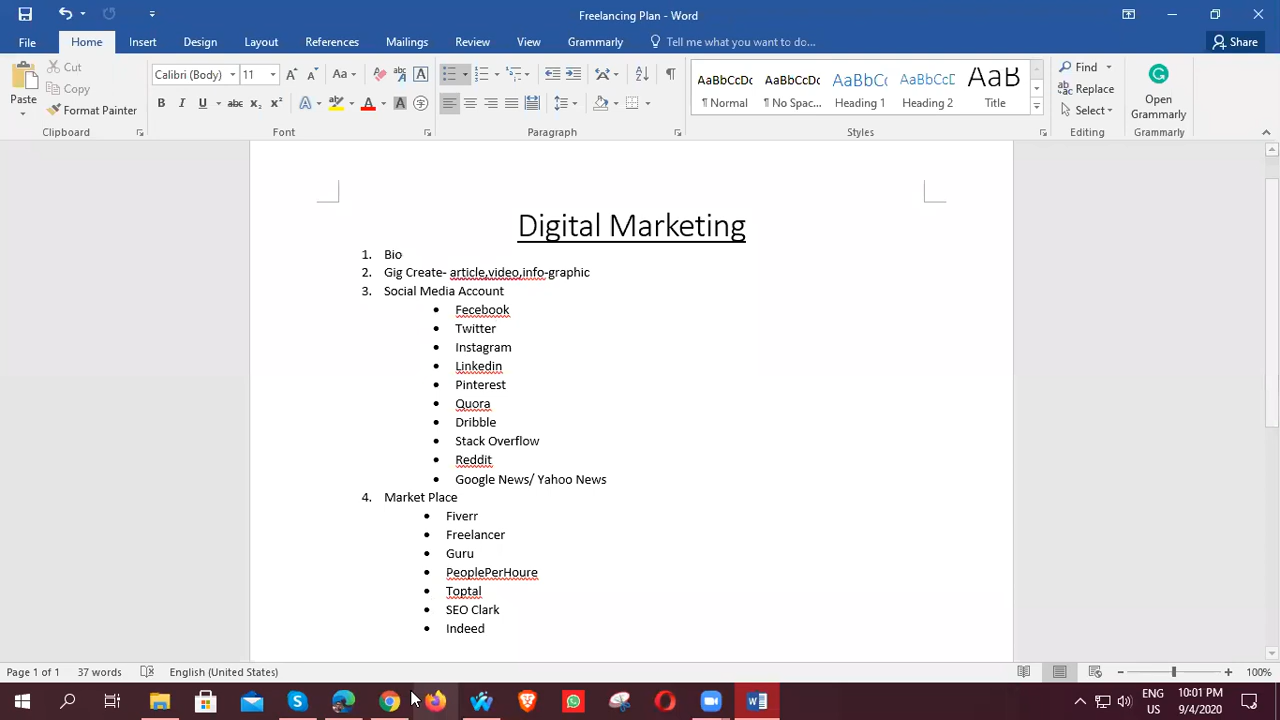 Freelancing Plan - Word
File Home Insert Design Layout References Mailings Review View Grammarly Tell me what you want to do... Share
Paste
Cut
Copy
Format Painter
Clipboard
Calibri (Body) 11
Font
Paragraph
AaBbCcDc AaBbCcDc AaBbCc AaBbCcD AaB
¶ Normal ¶ No Spac... Heading 1 Heading 2 Title
Styles
Find
Replace
Select
Editing
Open
Grammarly
Grammarly
Digital Marketing
1. Bio
2. Gig Create- article,video,info-graphic
3. Social Media Account
• Fecebook
• Twitter
• Instagram
• Linkedin
• Pinterest
• Quora
• Dribble
• Stack Overflow
• Reddit
• Google News/ Yahoo News
4. Market Place
• Fiverr
• Freelancer
• Guru
• PeoplePerHoure
• Toptal
• SEO Clark
• Indeed
Page 1 of 1 37 words English (United States) 100%
ENG
US
10:01 PM
9/4/2020